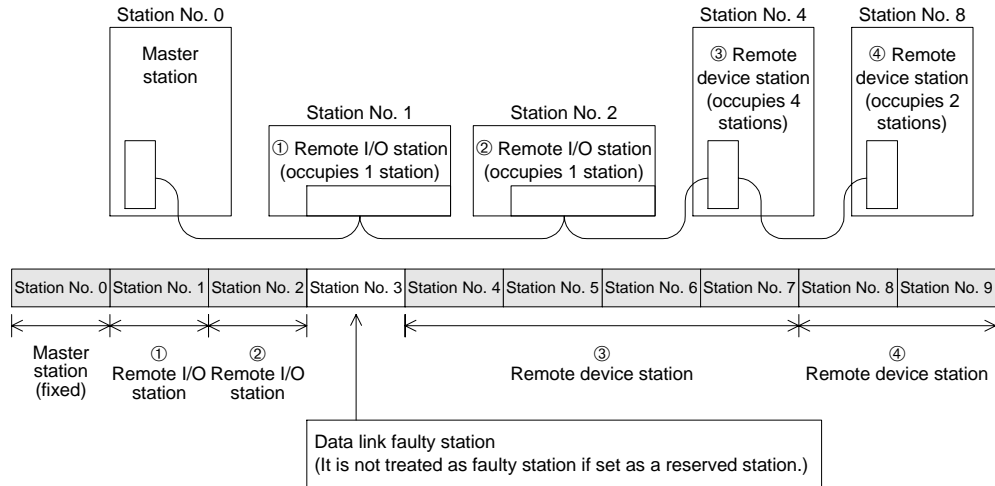 Station No. 0
Station No. 4
Station No. 8
Master
station
③ Remote
device station
(occupies 4
stations)
④ Remote
device station
(occupies 2
stations)
Station No. 1
Station No. 2
① Remote I/O station
(occupies 1 station)
② Remote I/O station
(occupies 1 station)
Station No. 0
Station No. 1
Station No. 2
Station No. 3
Station No. 4
Station No. 5
Station No. 6
Station No. 7
Station No. 8
Station No. 9
Master
station
(fixed)
①
Remote I/O
station
②
Remote I/O
station
③
Remote device station
④
Remote device station
Data link faulty station
(It is not treated as faulty station if set as a reserved station.)